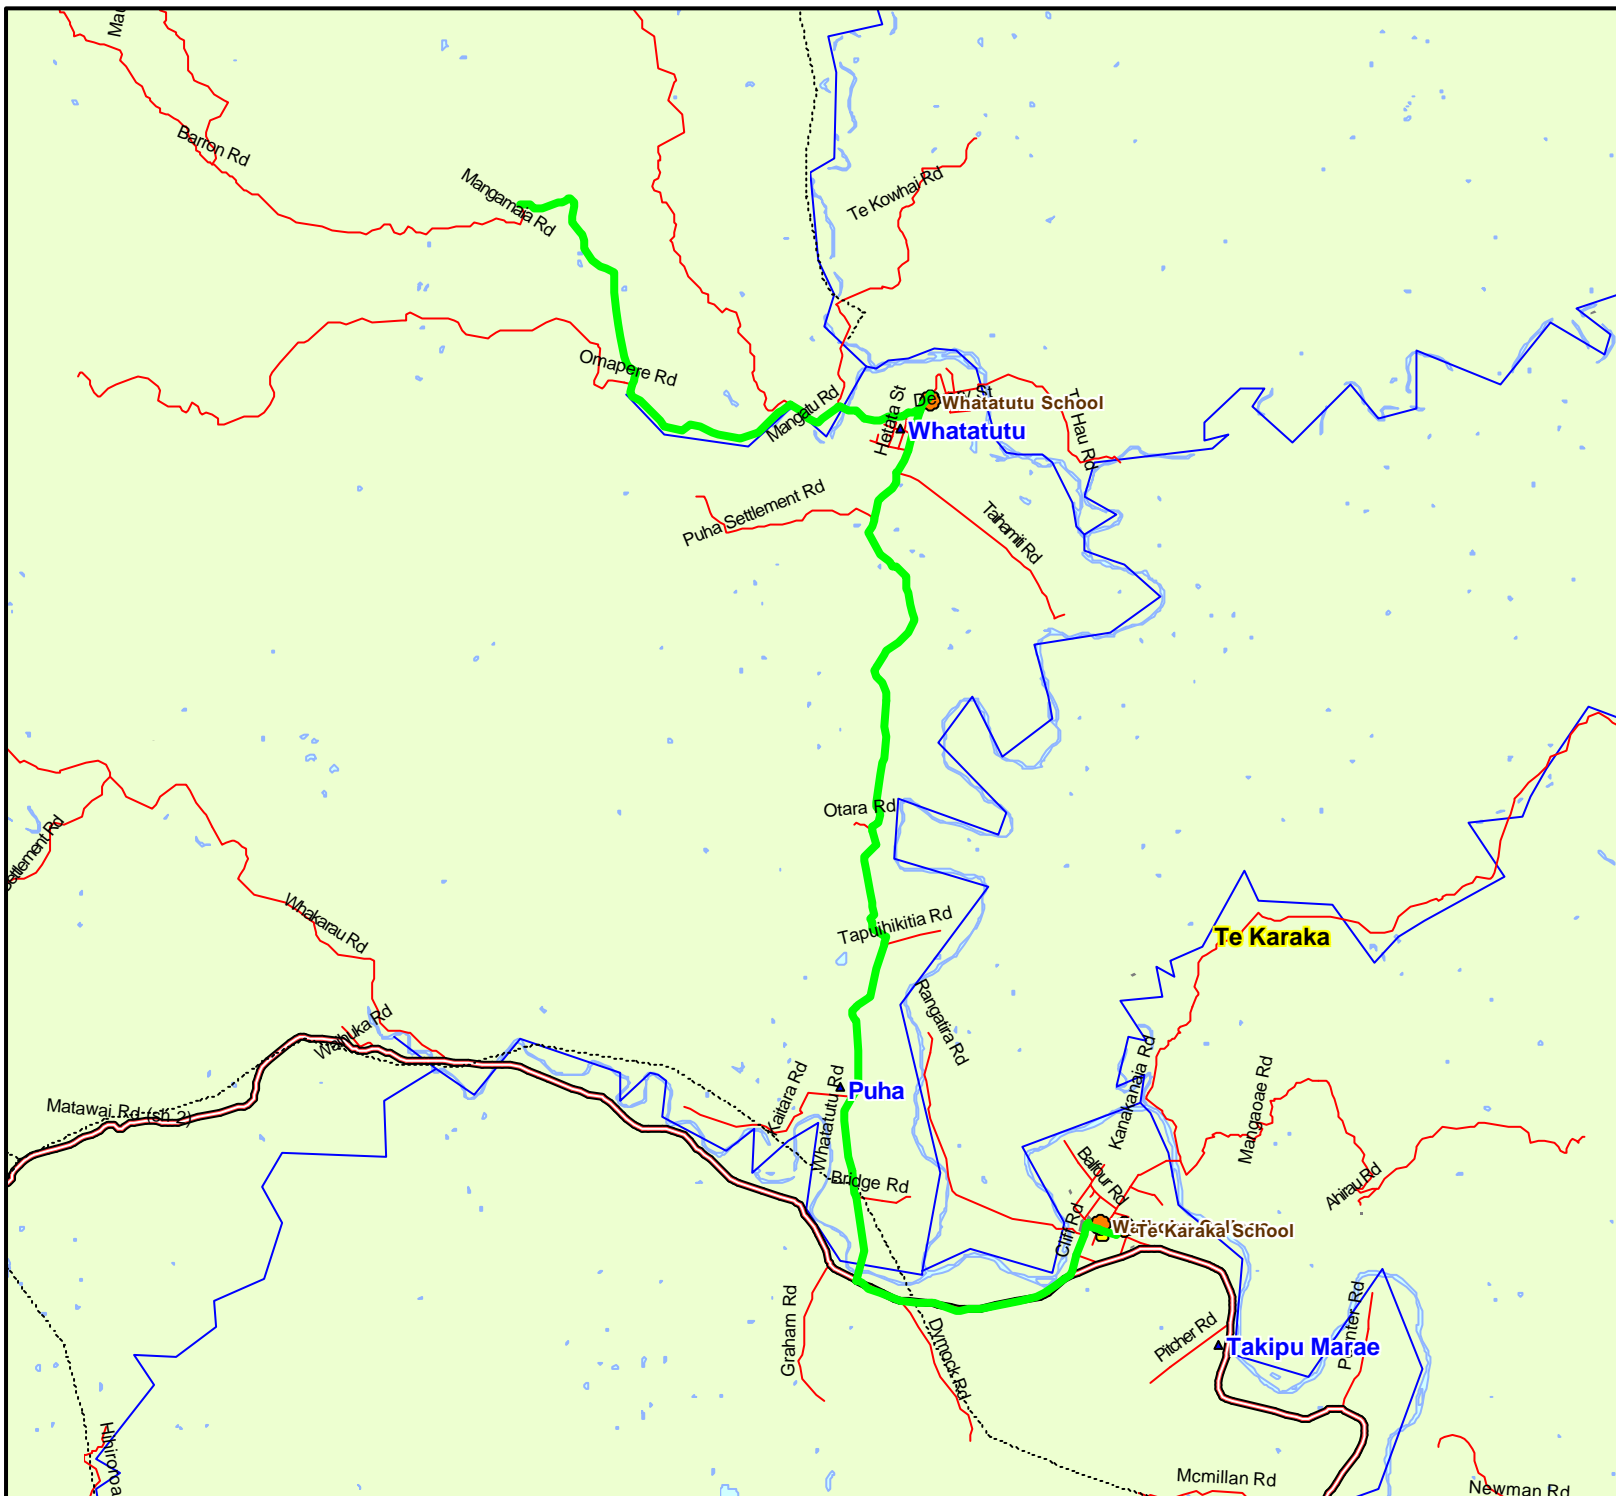 Mau
Barron Rd
Mangamaia Rd
Te Kowhai Rd
Omapere Rd
Mangatu Rd
Hetata St
Whatatutu School
Whatatutu
Puha Settlement Rd
Tahamiti Rd
Otara Rd
Settlement Rd
Whakarau Rd
Tapuihikitia Rd
Te Karaka
Rangatira Rd
Waihuka Rd
Matawai Rd (sh 2)
Kaitara Rd
Whatatutu Rd
Puha
Kanakanaia Rd
Mangaoae Rd
Balfour Rd
Ahirau Rd
Bridge Rd
Cliff Rd
Te Karaka School
Graham Rd
Dymock Rd
Pitcher Rd
Takipu Marae
Mcmillan Rd
Newman Rd